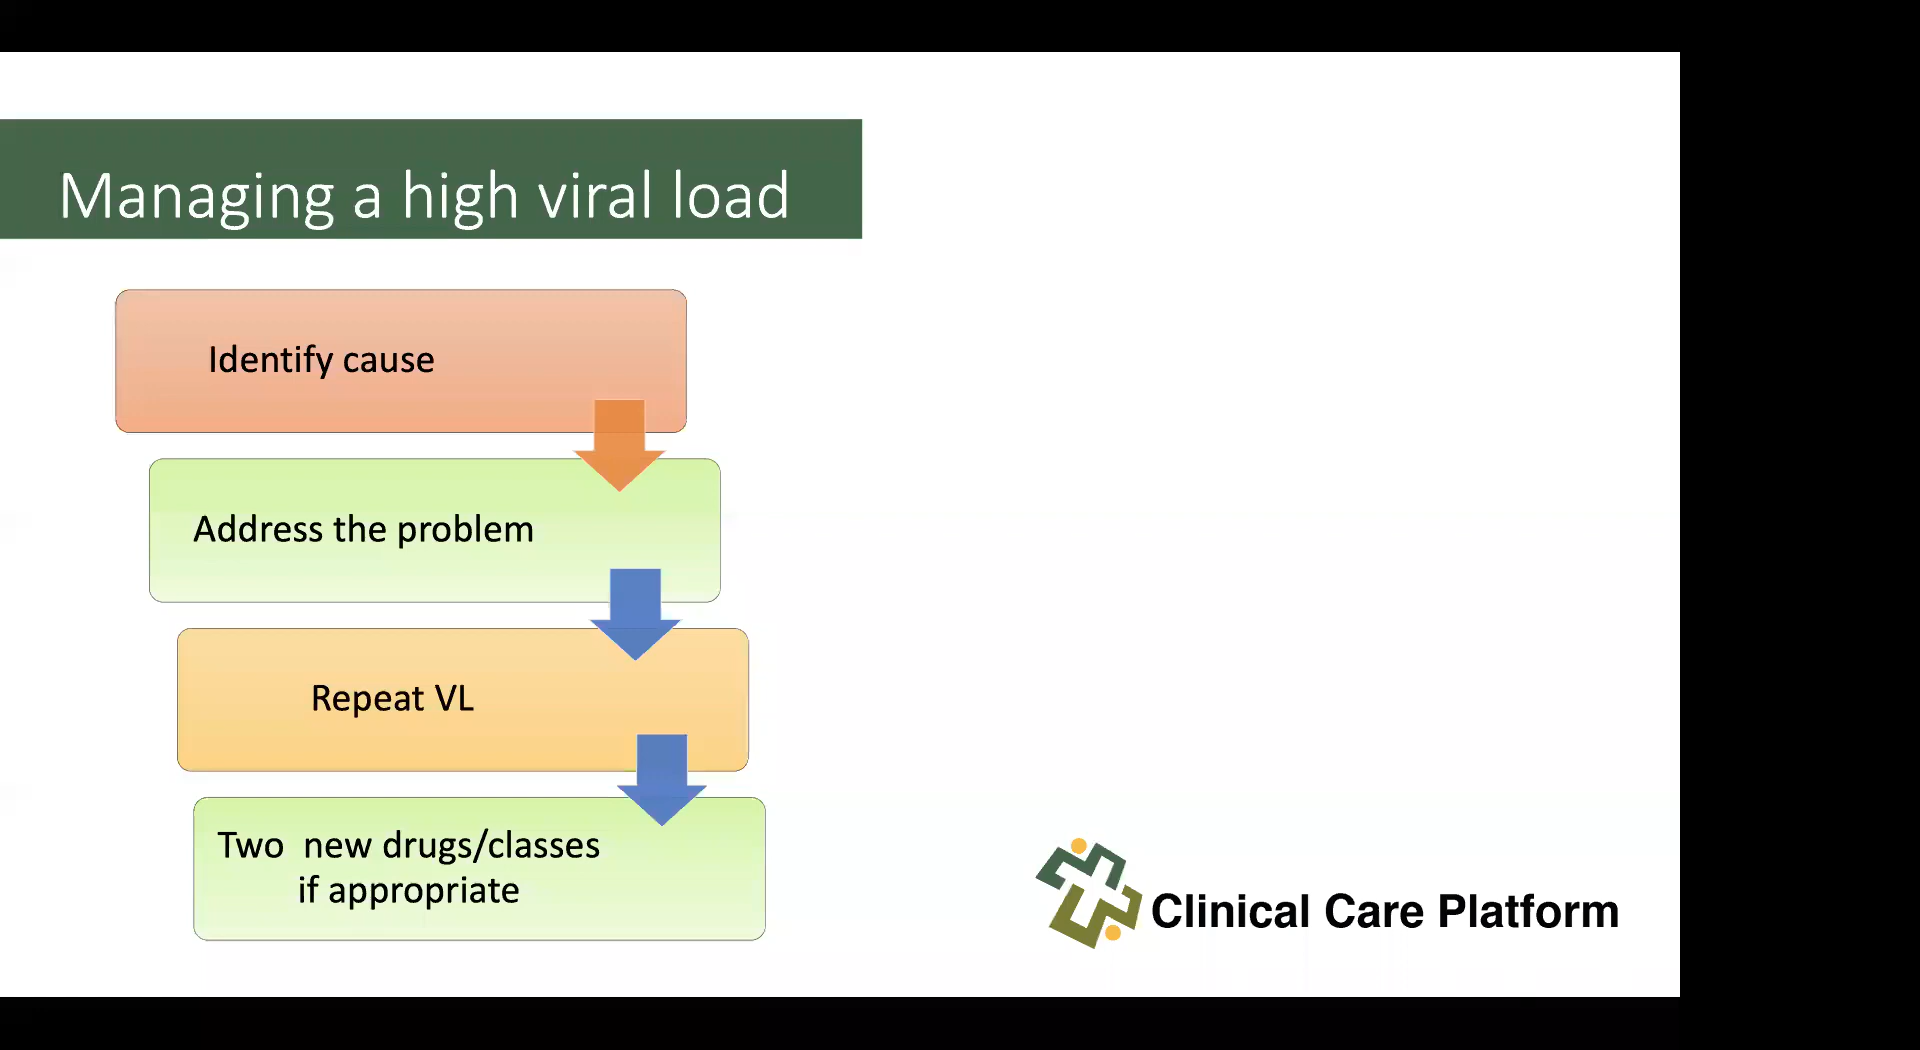 Managing a high viral load
Identify cause
Address the problem
Repeat VL
Two  new drugs/classes
if appropriate
Clinical Care Platform